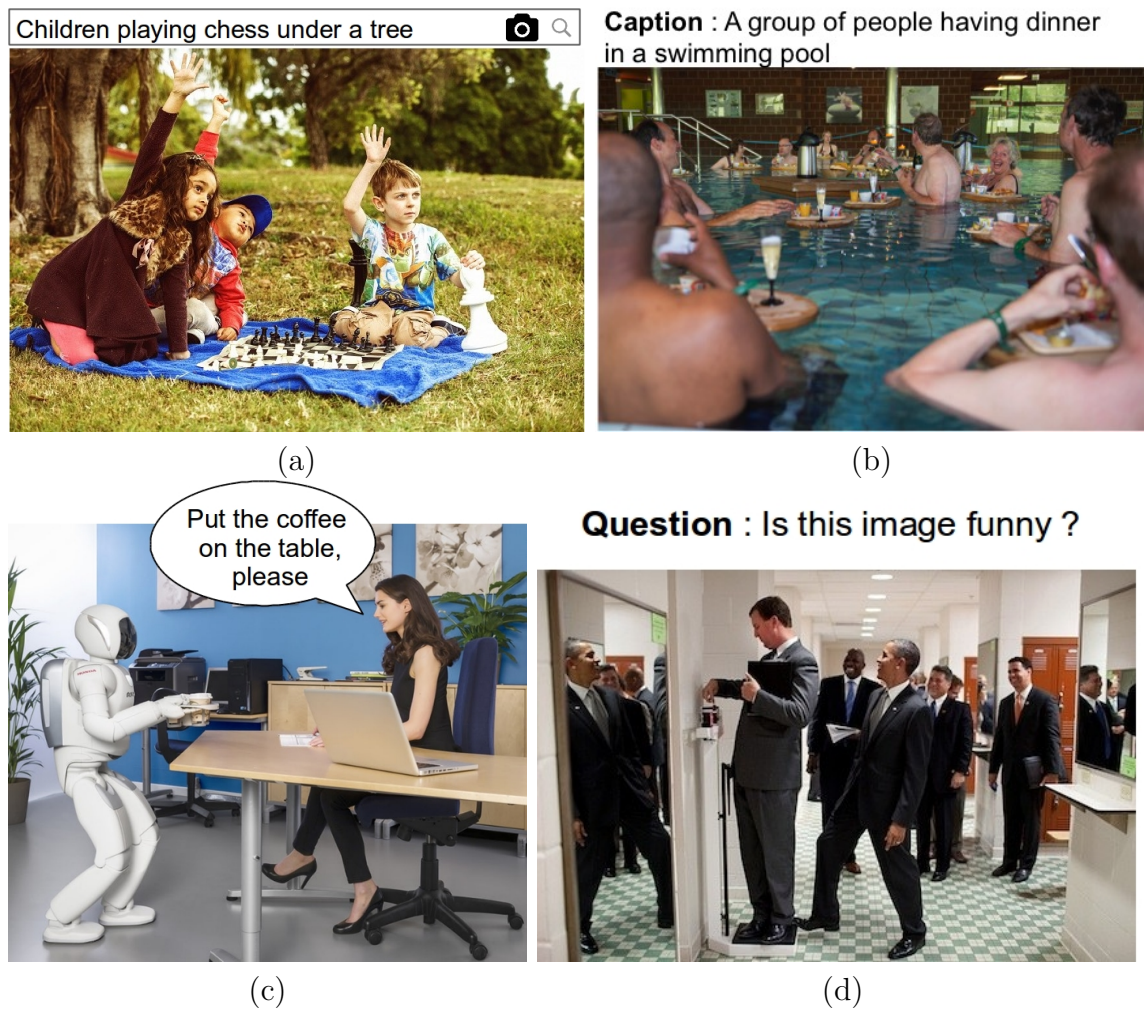 Children playing chess under a tree
Caption : A group of people having dinner
in a swimming pool
(a)
(b)
Put the coffee
on the table,
please
Question : Is this image funny ?
(c)
(d)